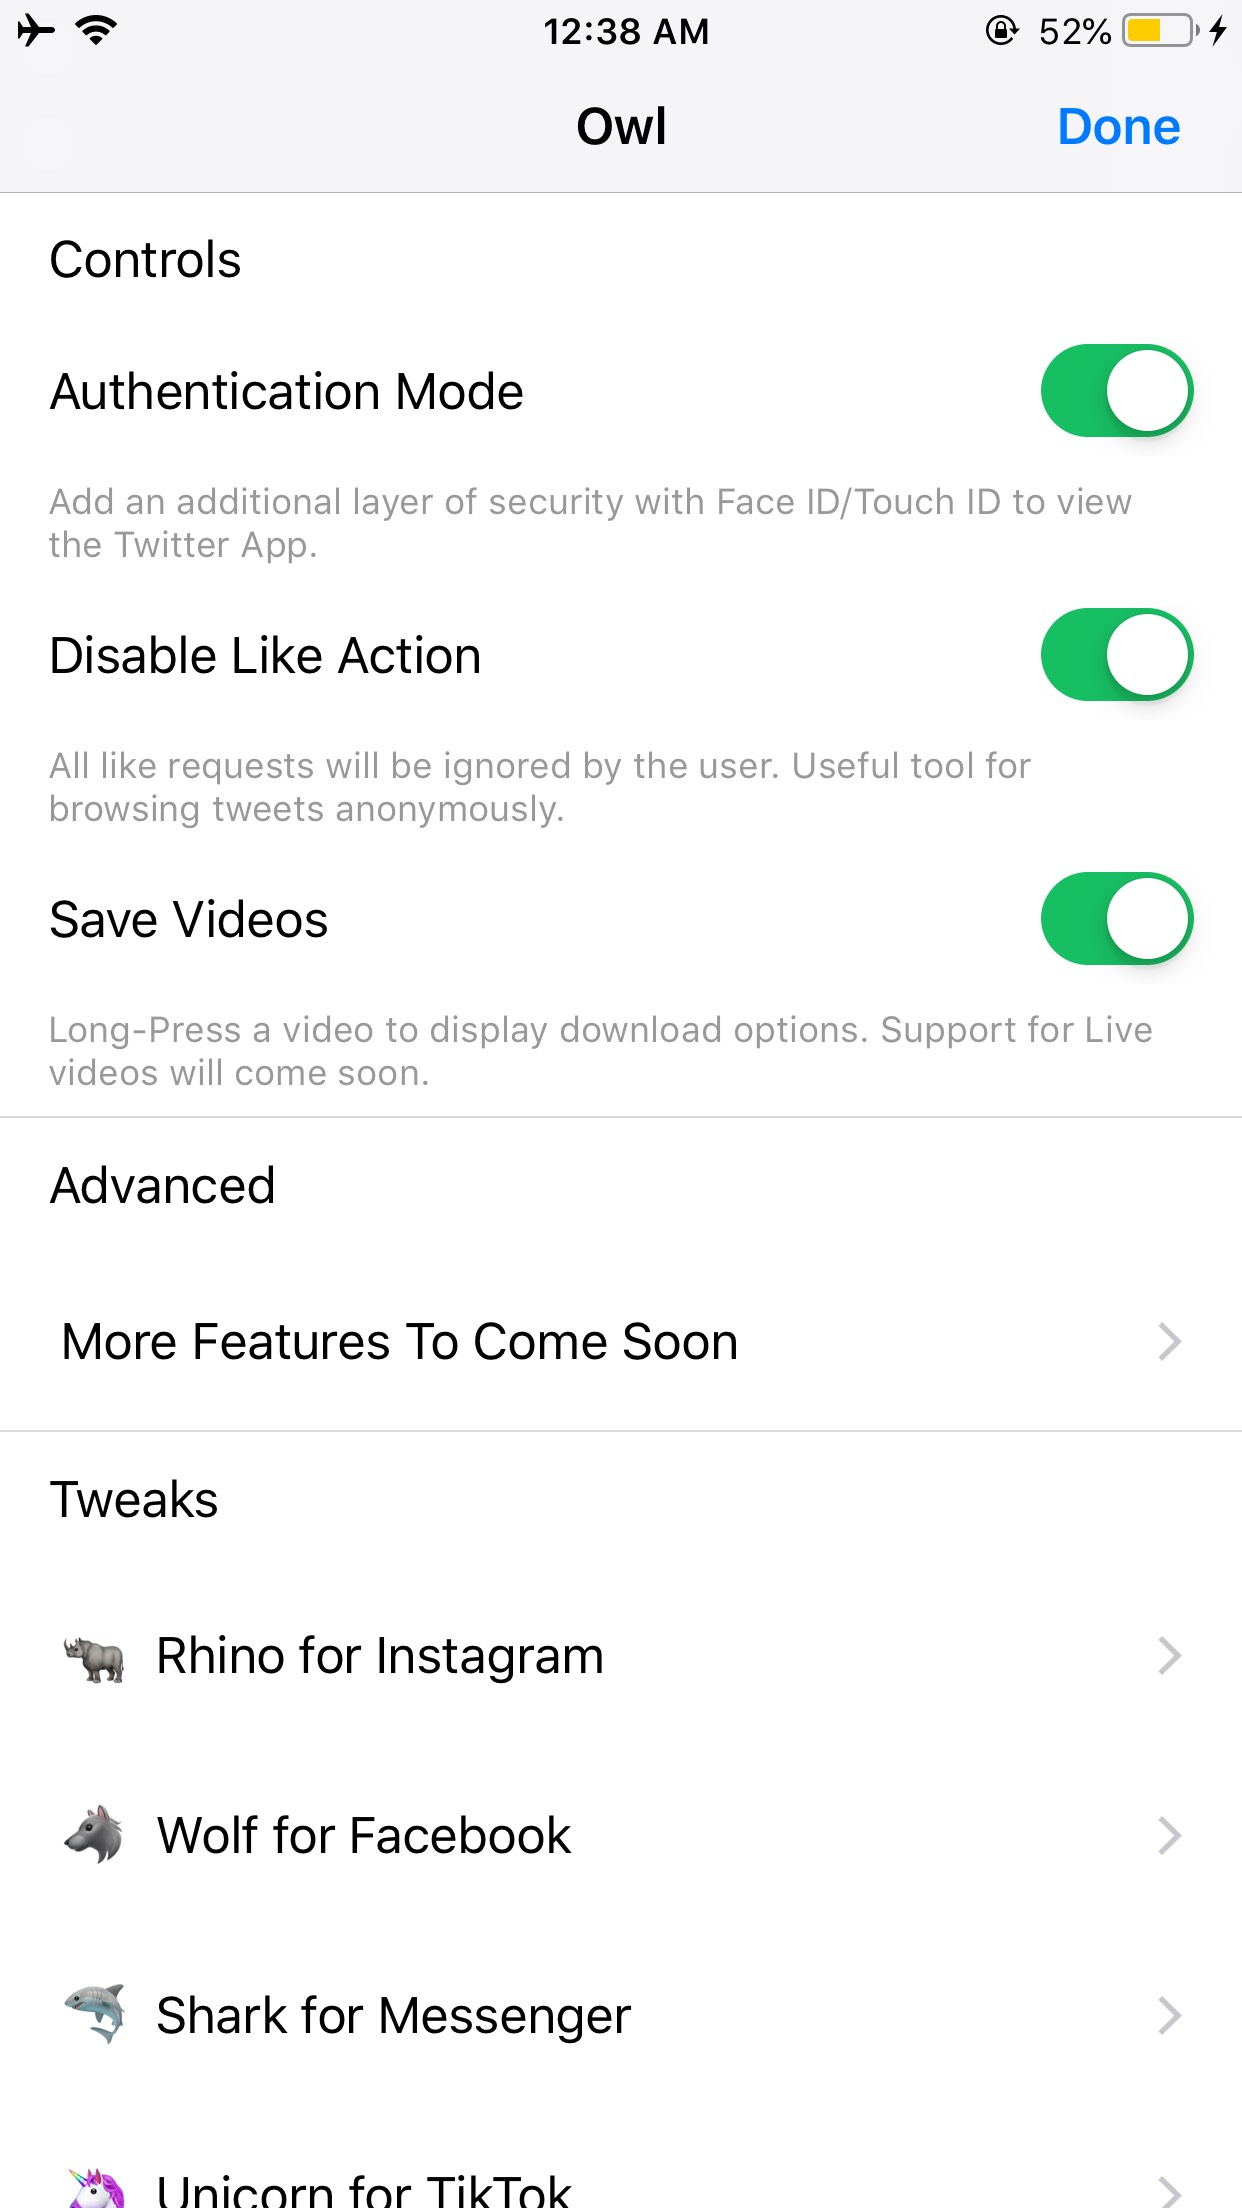 12:38 AM
52%
Owl
Done
Controls
Authentication Mode
Add an additional layer of security with Face ID/Touch ID to view
the Twitter App.
Disable Like Action
All like requests will be ignored by the user. Useful tool for
browsing tweets anonymously.
Save Videos
Long-Press a video to display download options. Support for Live
videos will come soon.
Advanced
More Features To Come Soon
Tweaks
Rhino for Instagram
Wolf for Facebook
Shark for Messenger
Unicorn for TikTok